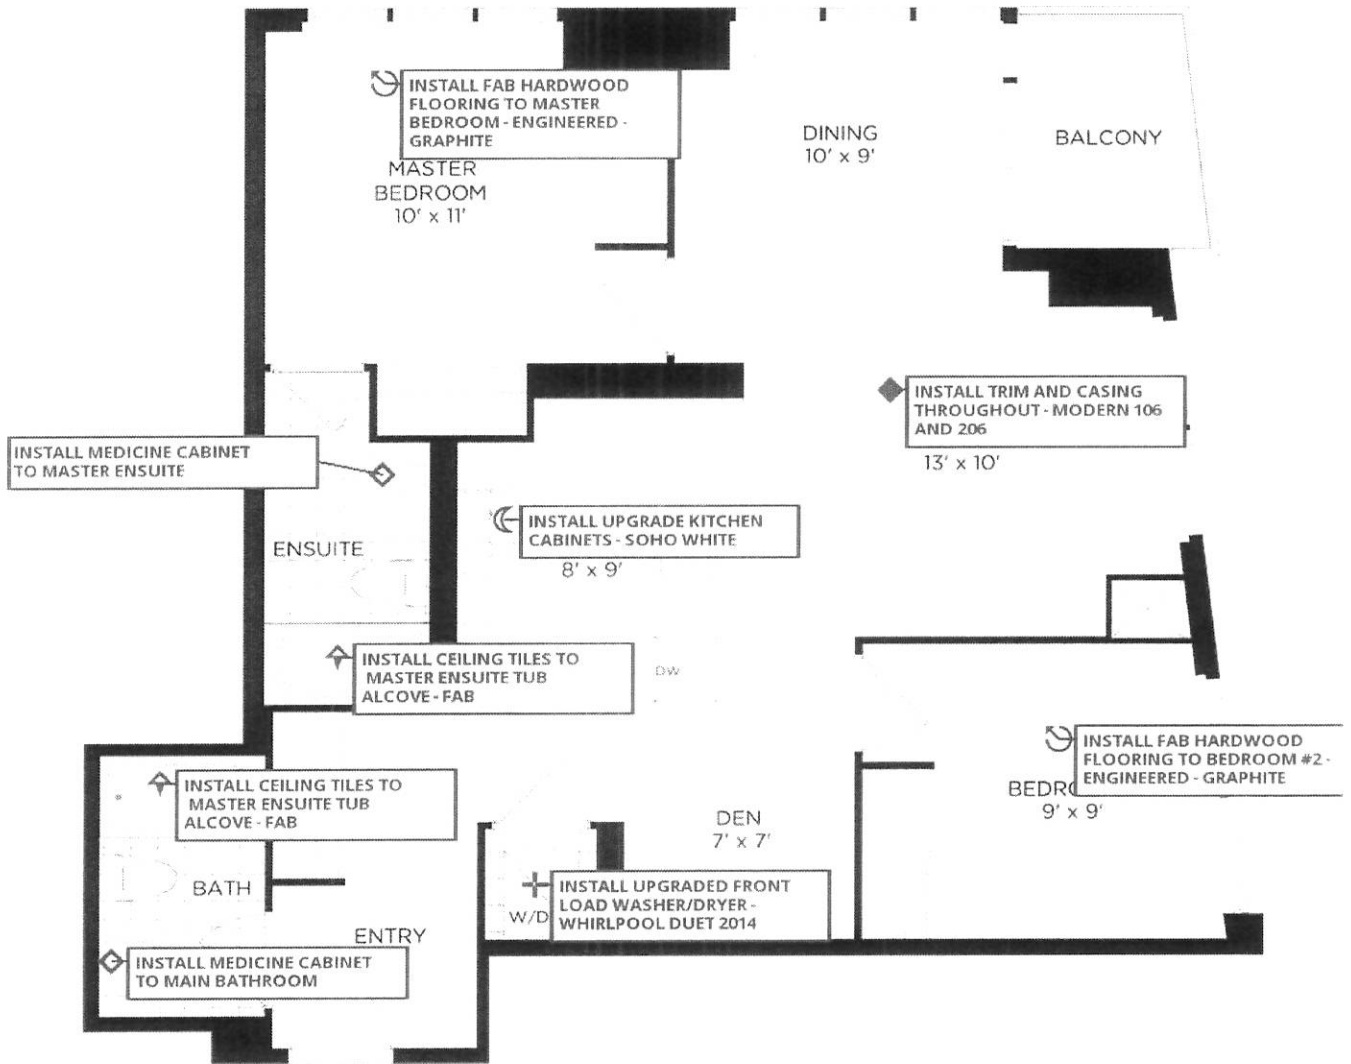 INSTALL FAB HARDWOOD
FLOORING TO MASTER
BEDROOM - ENGINEERED -
GRAPHITE
MASTER
BEDROOM
10' x 11'
DINING
10' x 9'
BALCONY
INSTALL TRIM AND CASING
THROUGHOUT - MODERN 106
AND 206
13' x 10'
INSTALL MEDICINE CABINET
TO MASTER ENSUITE
INSTALL UPGRADE KITCHEN
CABINETS - SOHO WHITE
8' x 9'
ENSUITE
INSTALL CEILING TILES TO
MASTER ENSUITE TUB
ALCOVE - FAB
DW
INSTALL FAB HARDWOOD
FLOORING TO BEDROOM #2 -
ENGINEERED - GRAPHITE
9' x 9'
INSTALL CEILING TILES TO
MASTER ENSUITE TUB
ALCOVE - FAB
DEN
7' x 7'
BATH
INSTALL UPGRADED FRONT
LOAD WASHER/DRYER -
WHIRLPOOL DUET 2014
W/D
ENTRY
INSTALL MEDICINE CABINET
TO MAIN BATHROOM